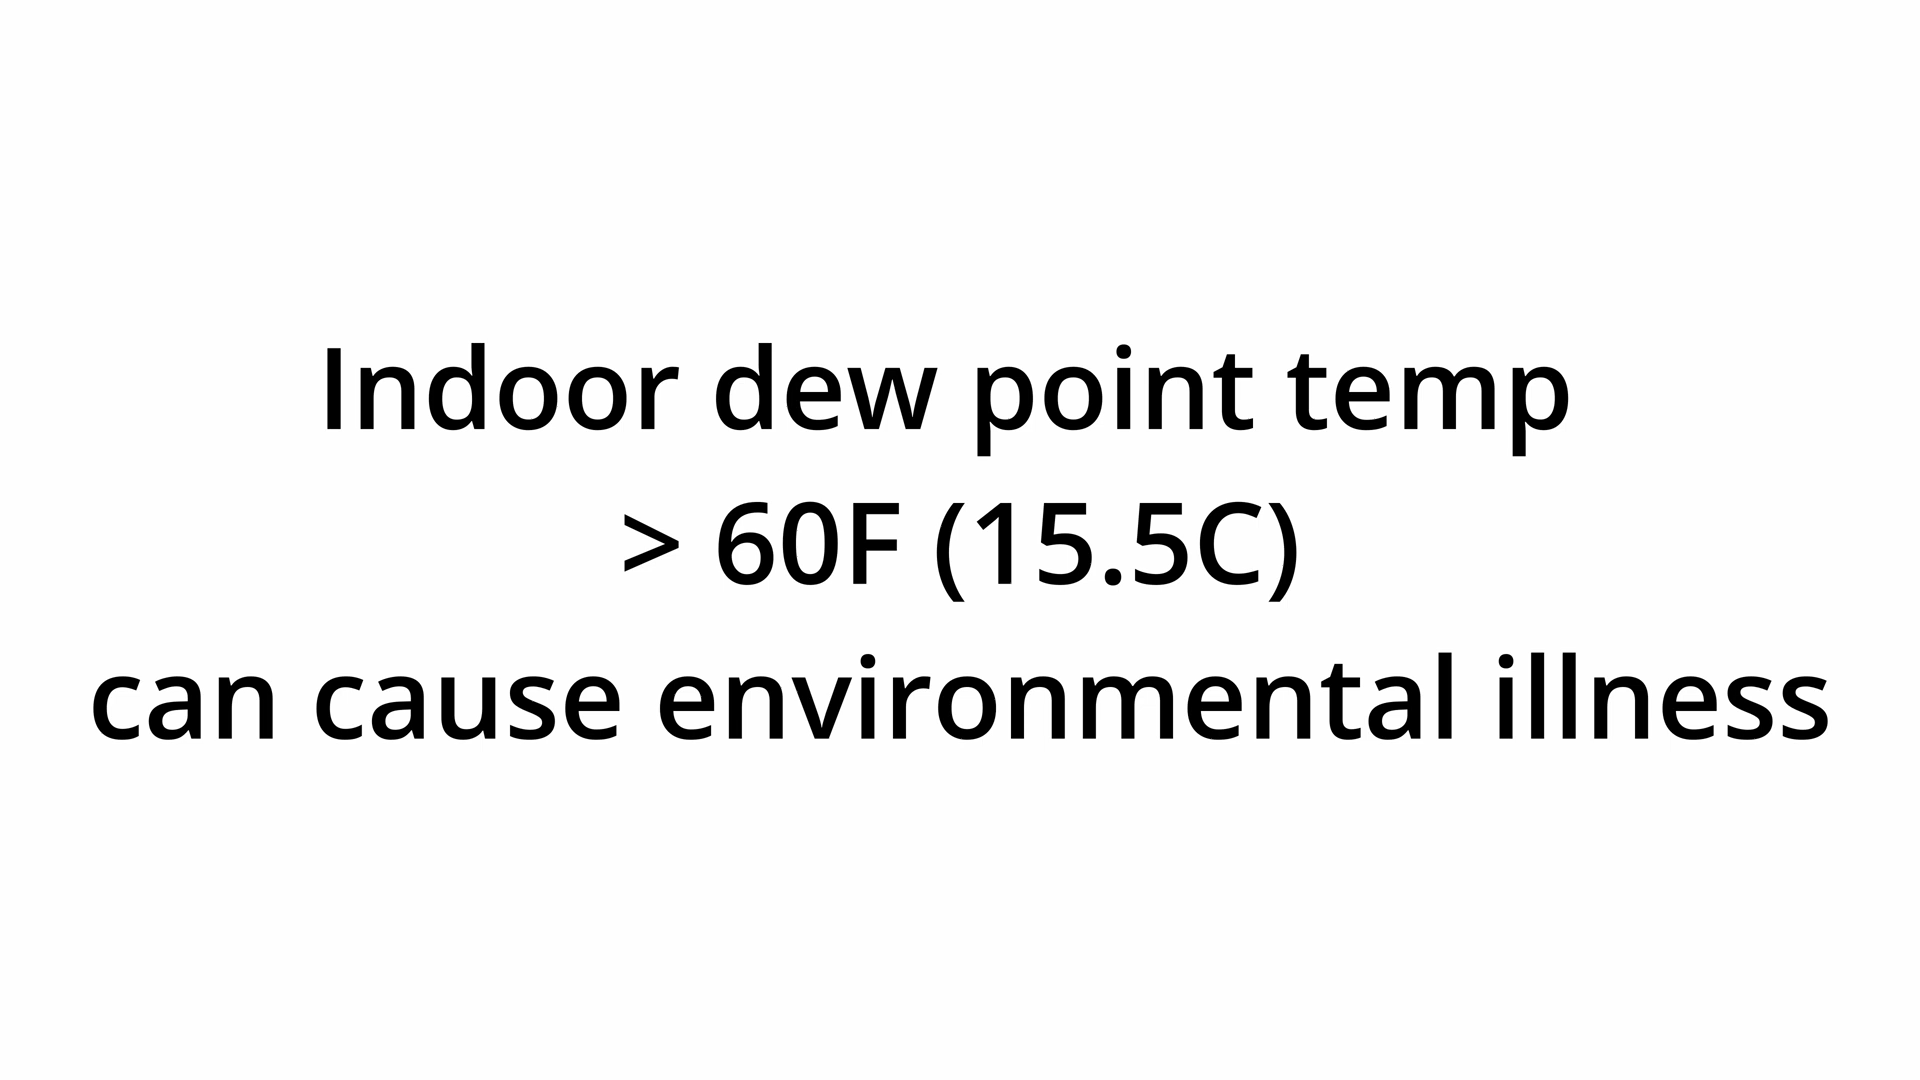 Indoor dew point temp
> 60F (15.5C)
can cause environmental illness